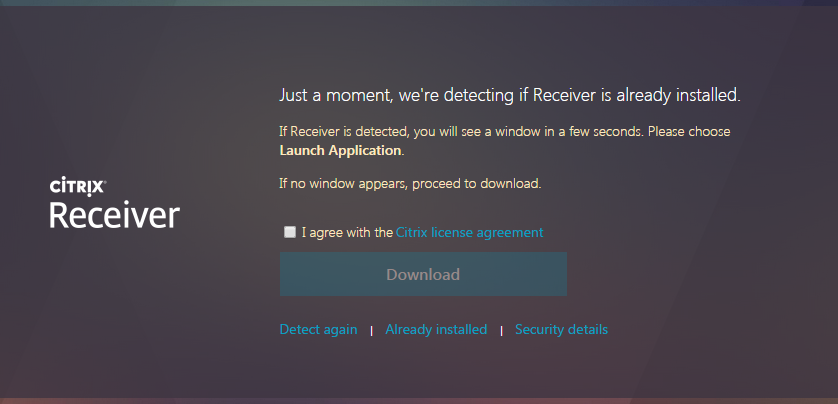 Just a moment, we're detecting if Receiver is already installed.
If Receiver is detected, you will see a window in a few seconds. Please choose
Launch Application.
If no window appears, proceed to download.
CITRIX®
Receiver
I agree with the Citrix license agreement
Download
Detect again | Already installed | Security details